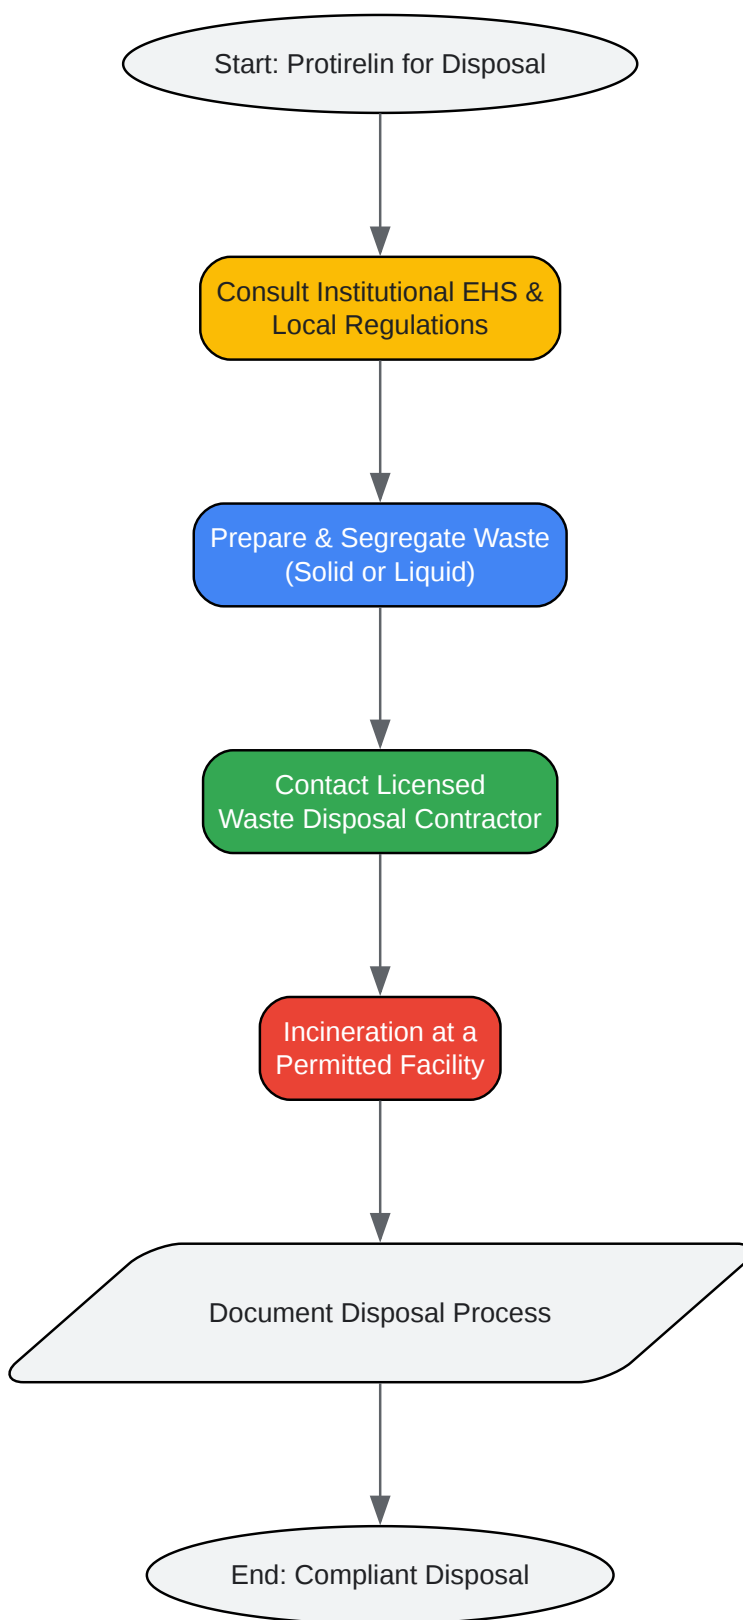 Start: Protirelin for Disposal
Consult Institutional EHS &
Local Regulations
Prepare & Segregate Waste
(Solid or Liquid)
Contact Licensed
Waste Disposal Contractor
Incineration at a
Permitted Facility
Document Disposal Process
End: Compliant Disposal